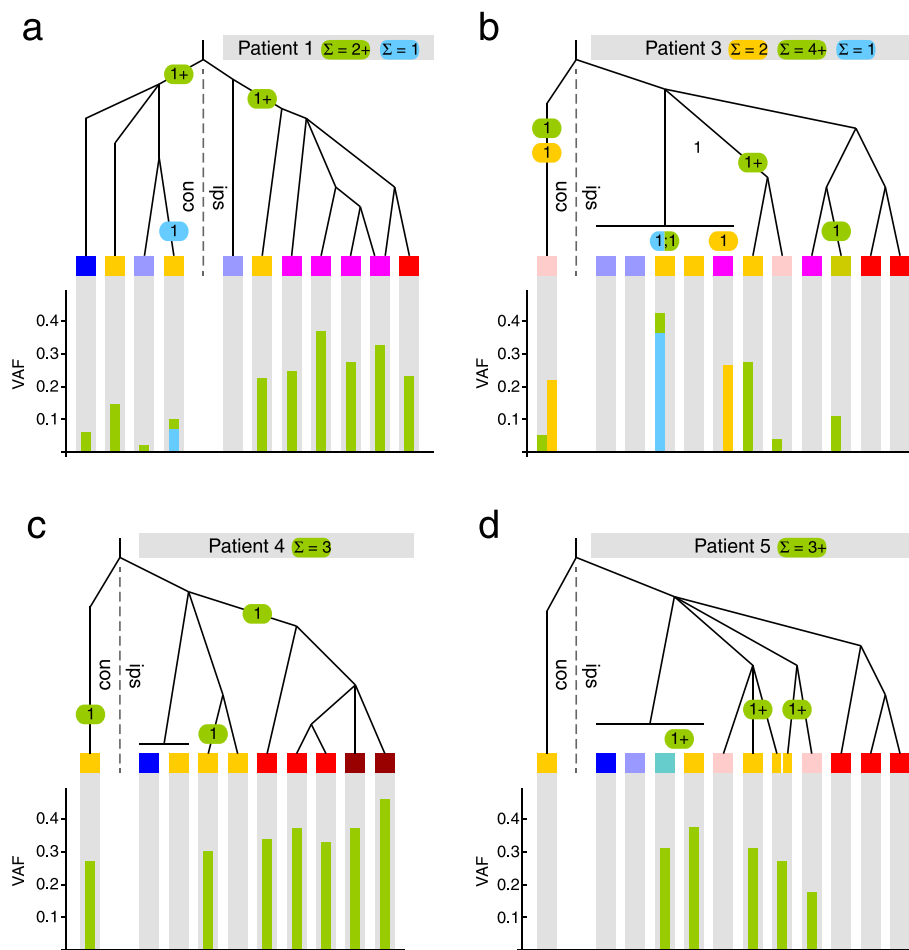 a
Patient 1 Σ = 2+ Σ = 1
1+
1+
con
ips
1
0.4
0.3
0.2
0.1
VAF
b
Patient 3 Σ = 2 Σ = 4+ Σ = 1
1
1
1
1+
con
ips
1;1
1
1
0.4
0.3
0.2
0.1
VAF
c
Patient 4 Σ = 3
1
con
ips
1
1
0.4
0.3
0.2
0.1
VAF
d
Patient 5 Σ = 3+
con
ips
1+
1+
1+
0.4
0.3
0.2
0.1
VAF